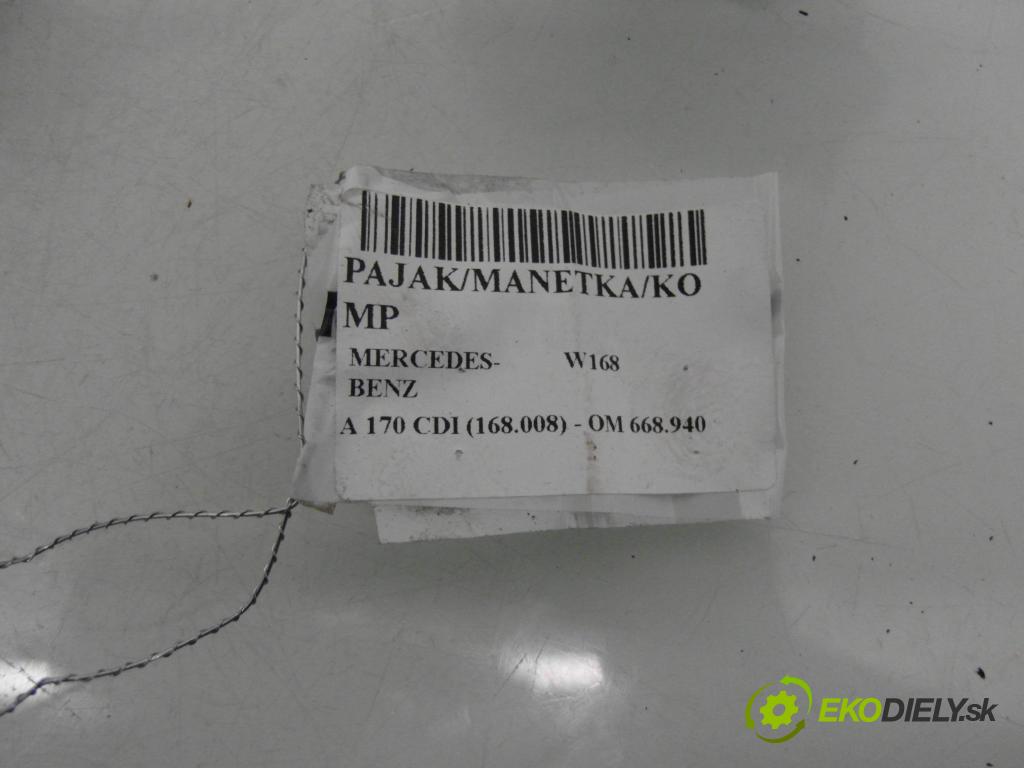 PAJAK/MANETKA/KO
MP
MERCEDES- W168
BENZ
A 170 CDI (168.008) - OM 668.940
EKODIELY.sk